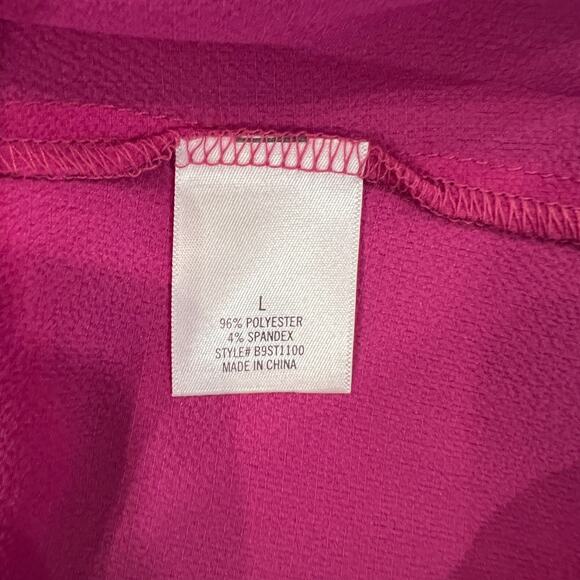 L
96% POLYESTER
4% SPANDEX
STYLE# B9ST1100
MADE IN CHINA